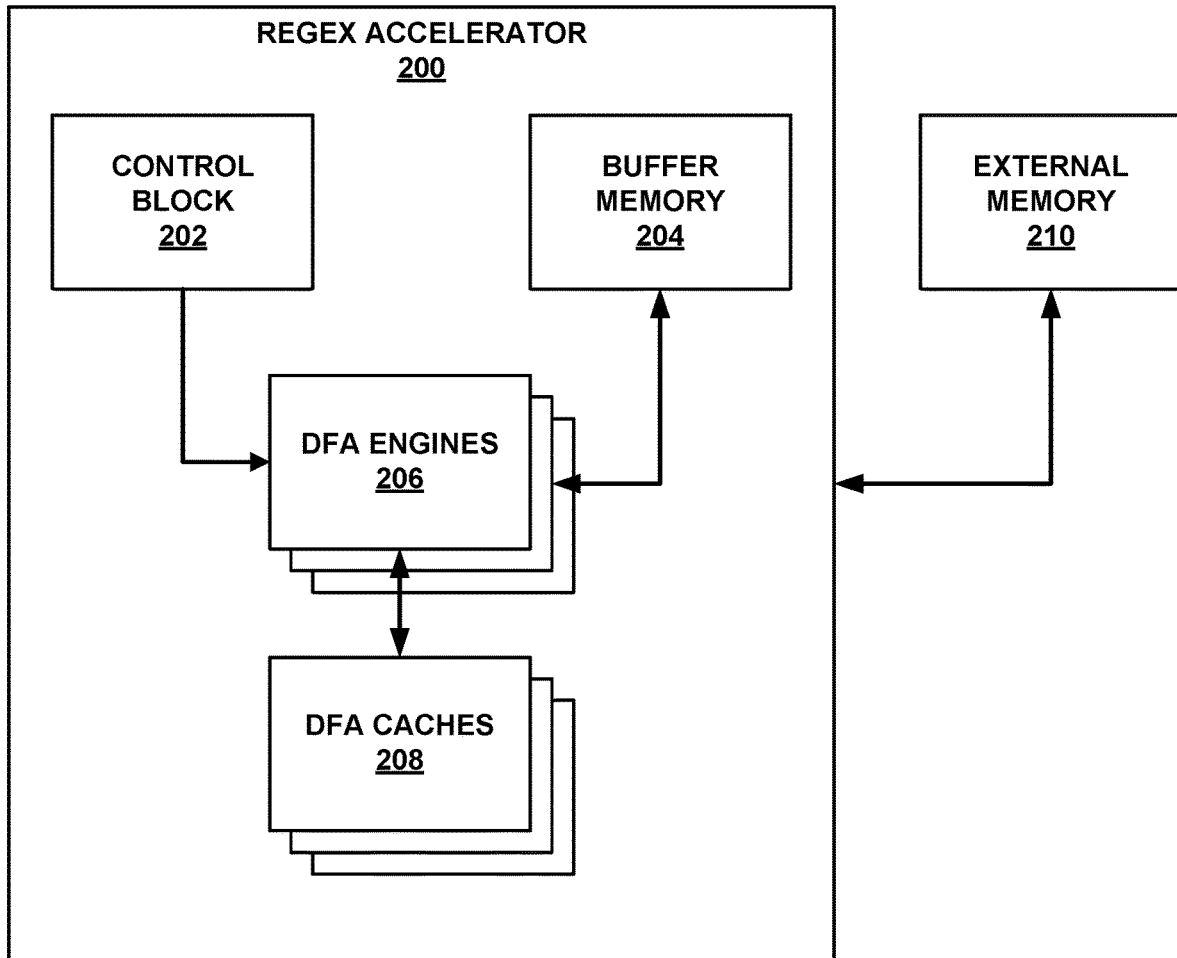 REGEX ACCELERATOR
200
CONTROL
BLOCK
202
BUFFER
MEMORY
204
EXTERNAL
MEMORY
210
DFA ENGINES
206
DFA CACHES
208